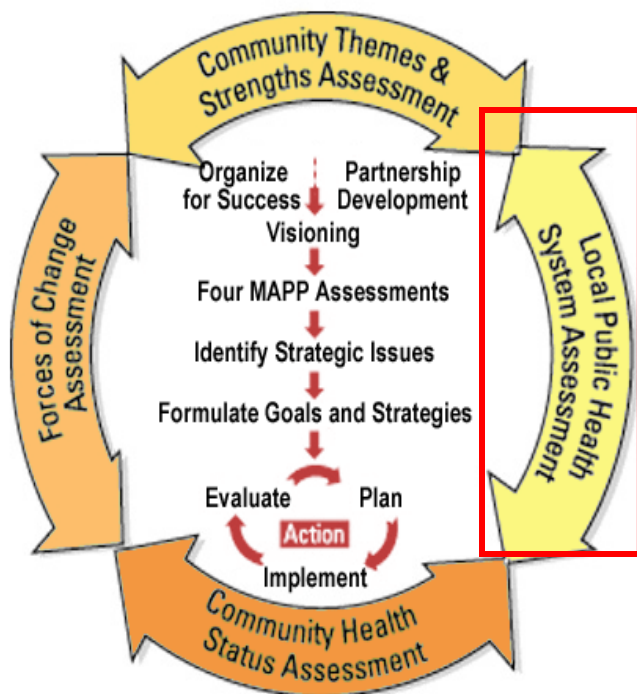 Community Themes &
Strengths Assessment
Organize
for Success
Partnership
Development
Visioning
Four MAPP Assessments
Identify Strategic Issues
Formulate Goals and Strategies
Evaluate
Plan
Action
Implement
Forces of Change
Assessment
Local Public Health
System Assessment
Community Health
Status Assessment